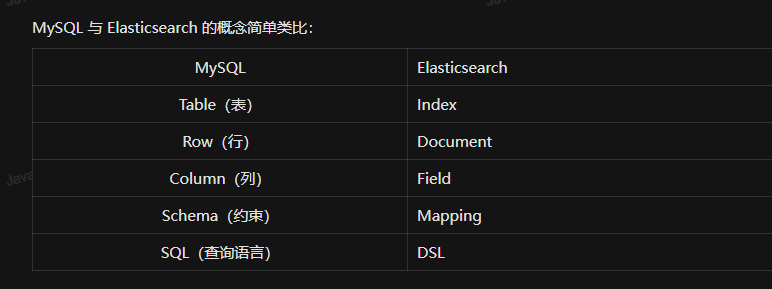 MySQL 与 Elasticsearch 的概念简单类比：
MySQL Elasticsearch
Table（表） Index
Row（行） Document
Column（列） Field
Schema（约束） Mapping
SQL（查询语言） DSL